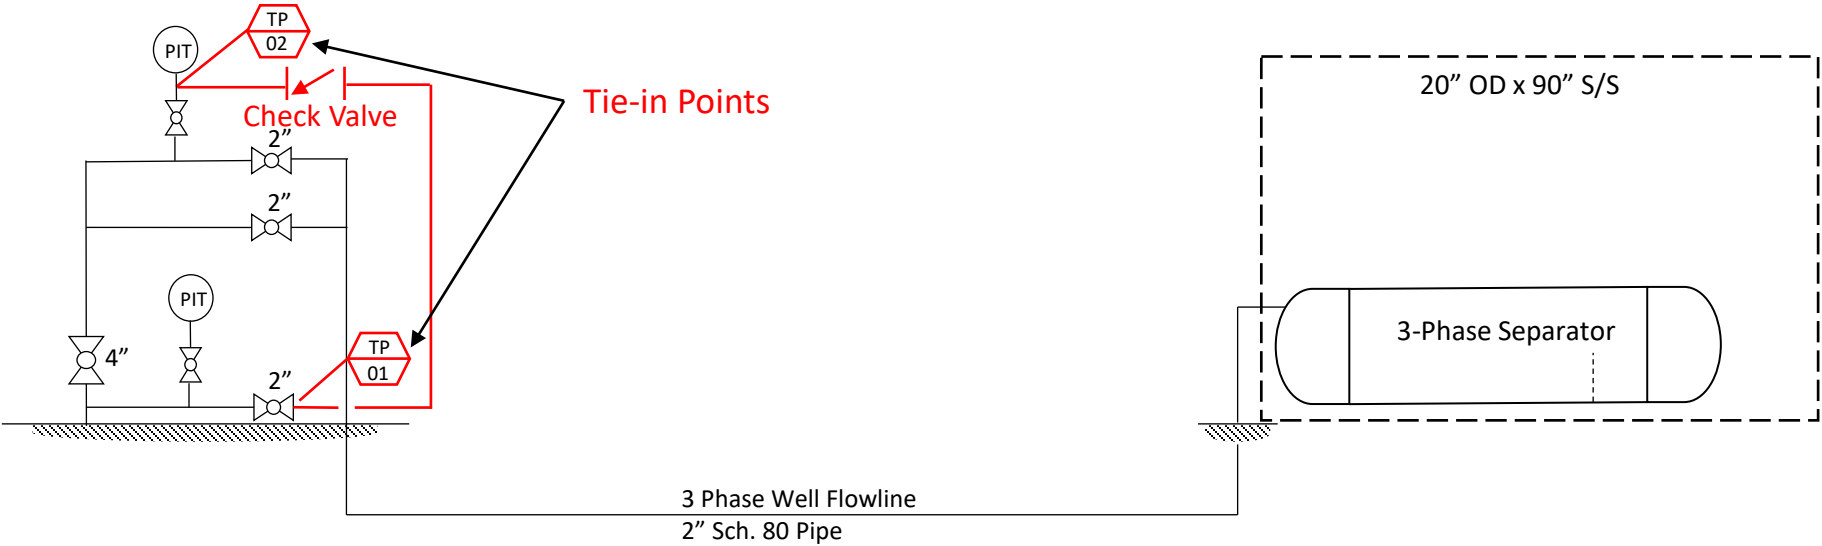 TP
02
PIT
20” OD x 90” S/S
Tie-in Points
Check Valve
2”
2”
PIT
3-Phase Separator
TP
01
4”
2”
3 Phase Well Flowline
2” Sch. 80 Pipe